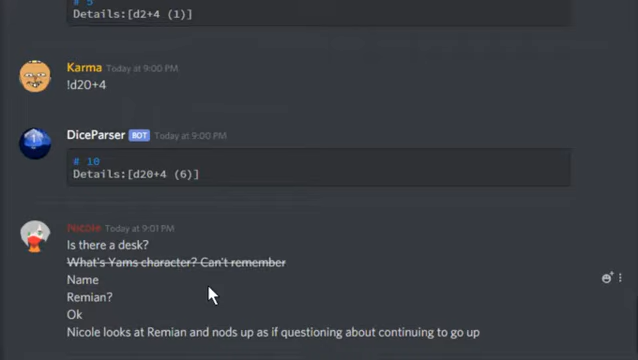 # 5
Details:[d2+4 (1)]
Karma Today at 9:00 PM
!d20+4
DiceParser BOT Today at 9:00 PM
# 10
Details:[d20+4 (6)]
Nicole Today at 9:01 PM
Is there a desk?
What's Yams character? Can't remember
Name
Remian?
Ok
Nicole looks at Remian and nods up as if questioning about continuing to go up